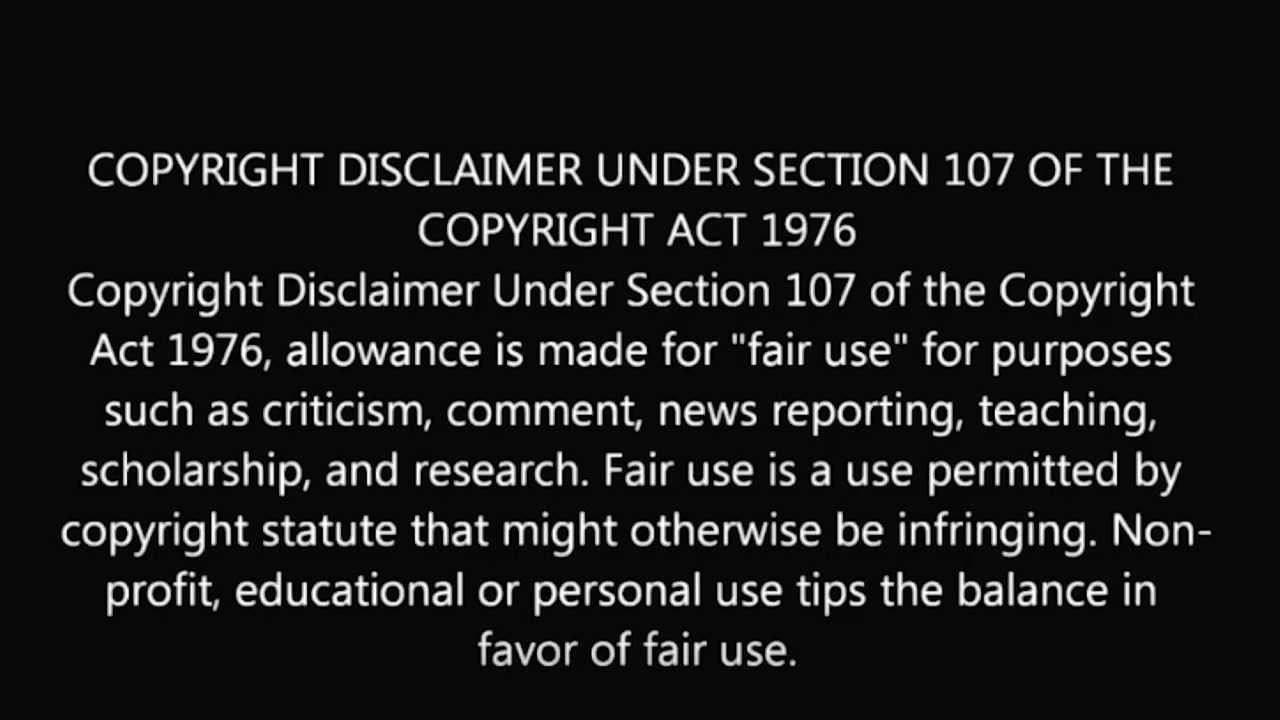 COPYRIGHT DISCLAIMER UNDER SECTION 107 OF THE
COPYRIGHT ACT 1976
Copyright Disclaimer Under Section 107 of the Copyright
Act 1976, allowance is made for "fair use" for purposes
such as criticism, comment, news reporting, teaching,
scholarship, and research. Fair use is a use permitted by
copyright statute that might otherwise be infringing. Non-
profit, educational or personal use tips the balance in
favor of fair use.